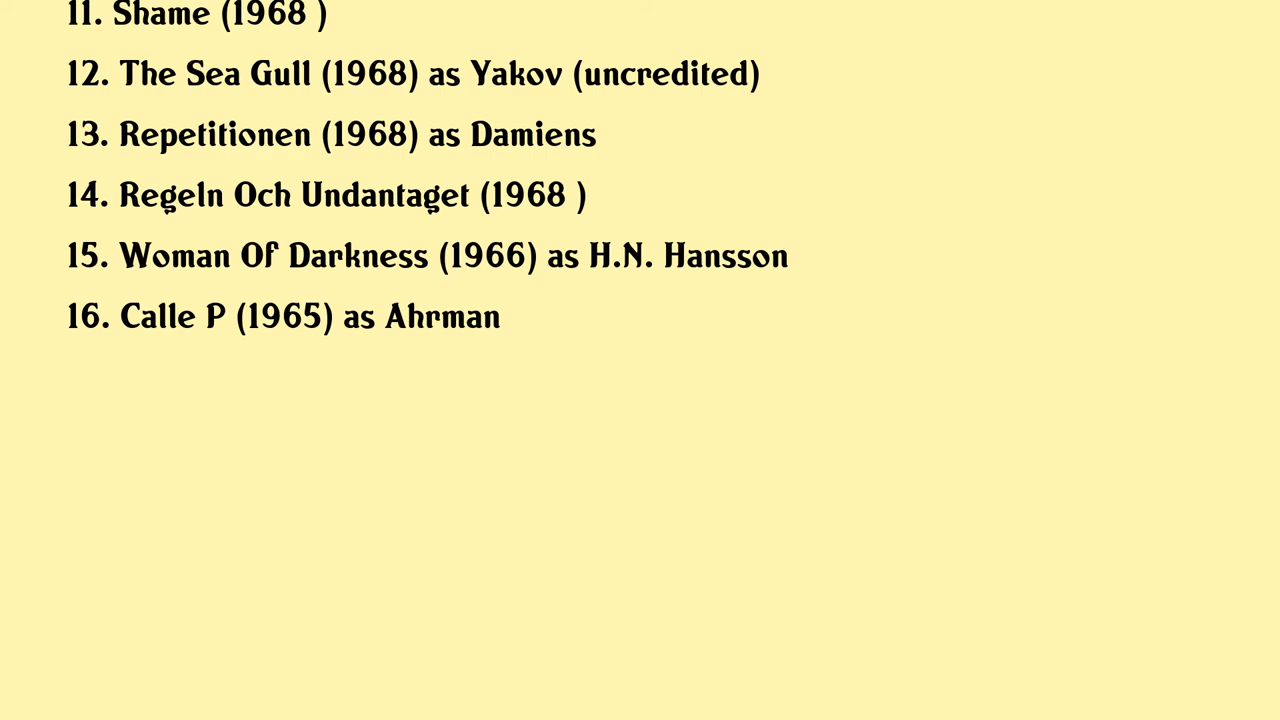 11. Shame (1968 )
12. The Sea Gull (1968) as Yakov (uncredited)
13. Repetitionen (1968) as Damiens
14. Regeln Och Undantaget (1968 )
15. Woman Of Darkness (1966) as H.N. Hansson
16. Calle P (1965) as Ahrman